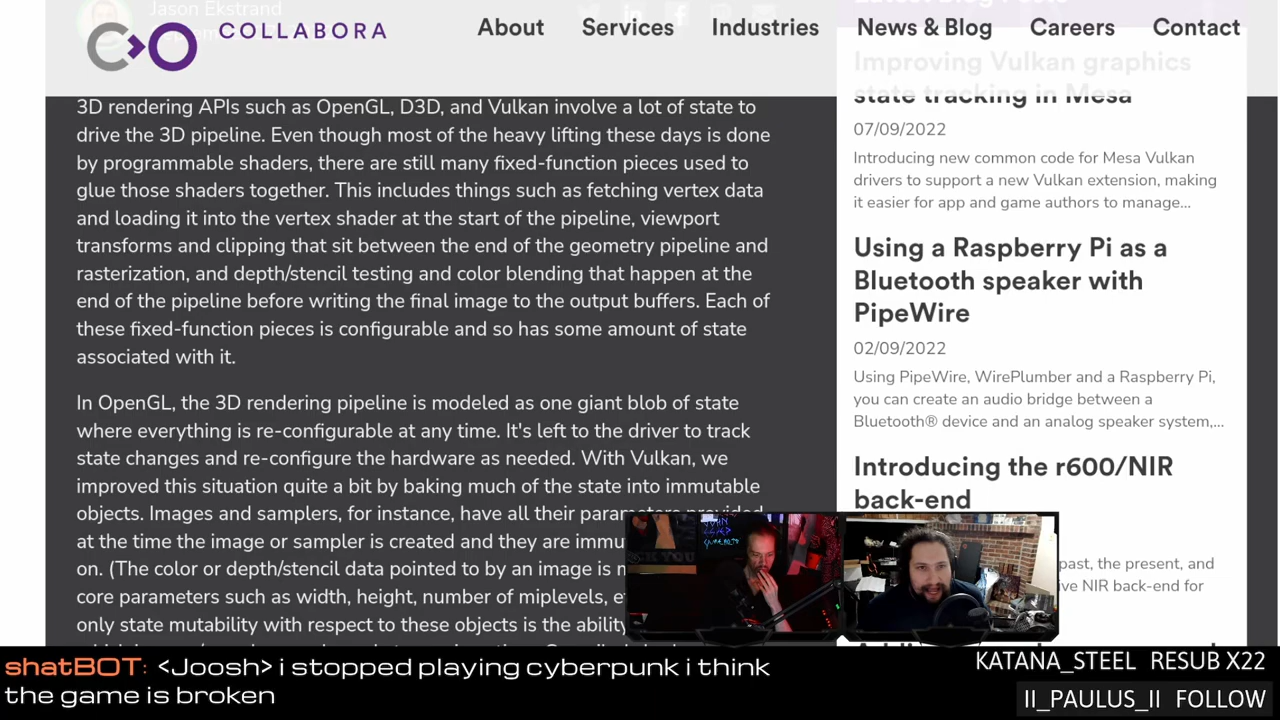 Jason Ekstrand
COLLABORA
About
Services
Industries
News & Blog
Careers
Contact
3D rendering APIs such as OpenGL, D3D, and Vulkan involve a lot of state to
drive the 3D pipeline. Even though most of the heavy lifting these days is done
by programmable shaders, there are still many fixed-function pieces used to
glue those shaders together. This includes things such as fetching vertex data
and loading it into the vertex shader at the start of the pipeline, viewport
transforms and clipping that sit between the end of the geometry pipeline and
rasterization, and depth/stencil testing and color blending that happen at the
end of the pipeline before writing the final image to the output buffers. Each of
these fixed-function pieces is configurable and so has some amount of state
associated with it.
In OpenGL, the 3D rendering pipeline is modeled as one giant blob of state
where everything is re-configurable at any time. It's left to the driver to track
state changes and re-configure the hardware as needed. With Vulkan, we
improved this situation quite a bit by baking much of the state into immutable
objects. Images and samplers, for instance, have all their parameters provided
at the time the image or sampler is created and they are immu
on. (The color or depth/stencil data pointed to by an image is
core parameters such as width, height, number of miplevels,
only state mutability with respect to these objects is the ability
Latest Blog Posts
Improving Vulkan graphics
state tracking in Mesa
07/09/2022
Introducing new common code for Mesa Vulkan
drivers to support a new Vulkan extension, making
it easier for app and game authors to manage...
Using a Raspberry Pi as a
Bluetooth speaker with
PipeWire
02/09/2022
Using PipeWire, WirePlumber and a Raspberry Pi,
you can create an audio bridge between a
Bluetooth® device and an analog speaker system,...
Introducing the r600/NIR
back-end
past, the present, and
ive NIR back-end for
shatBOT: <Joosh> i stopped playing cyberpunk i think
the game is broken
KATANA_STEEL RESUB X22
II_PAULUS_II FOLLOW